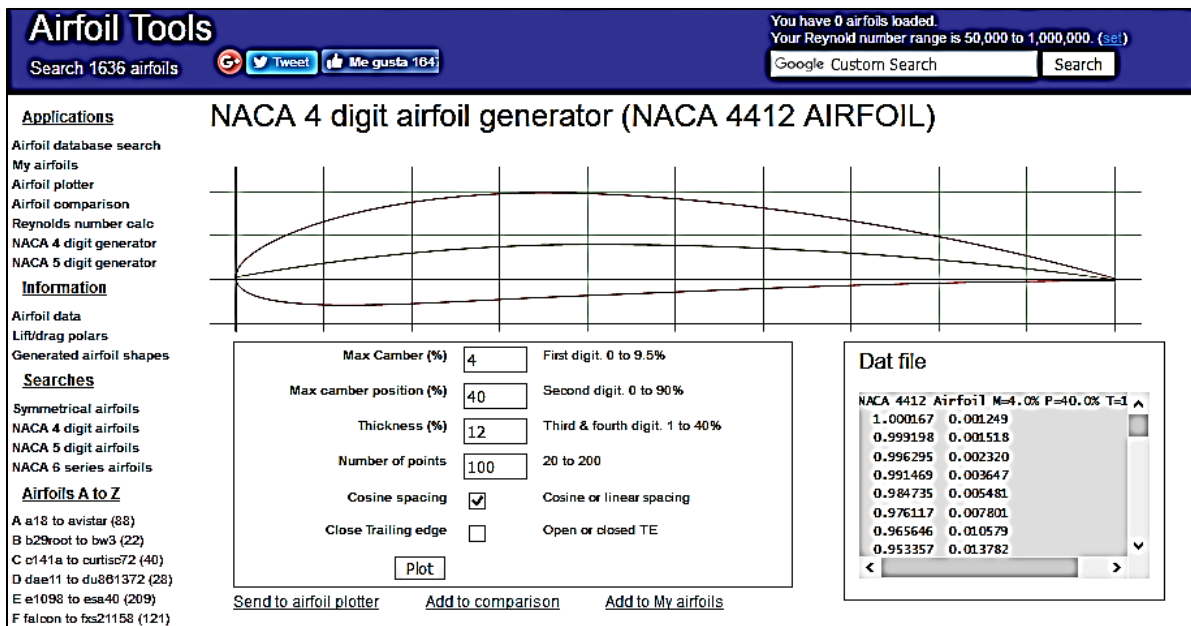 Airfoil Tools
Search 1636 airfoils
G+ Tweet Me gusta 164
You have 0 airfoils loaded.
Your Reynold number range is 50,000 to 1,000,000. (set)
Google Custom Search Search
Applications
Airfoil database search
My airfoils
Airfoil plotter
Airfoil comparison
Reynolds number calc
NACA 4 digit generator
NACA 5 digit generator
Information
Airfoil data
Lift/drag polars
Generated airfoil shapes
Searches
Symmetrical airfoils
NACA 4 digit airfoils
NACA 5 digit airfoils
NACA 6 series airfoils
Airfoils A to Z
A a18 to avistar (88)
B b29root to bw3 (22)
C c141a to curtisc72 (40)
D dae11 to du861372 (28)
E e1098 to esa40 (209)
F falcon to fxs21158 (121)
NACA 4 digit airfoil generator (NACA 4412 AIRFOIL)
Max Camber (%) 4 First digit. 0 to 9.5%
Max camber position (%) 40 Second digit. 0 to 90%
Thickness (%) 12 Third & fourth digit. 1 to 40%
Number of points 100 20 to 200
Cosine spacing Cosine or linear spacing
Close Trailing edge Open or closed TE
Plot
Send to airfoil plotter Add to comparison Add to My airfoils
Dat file
NACA 4412 Airfoil M=4.0% P=40.0% T=1
1.000167 0.001249
0.999198 0.001518
0.996295 0.002320
0.991469 0.003647
0.984735 0.005481
0.976117 0.007801
0.965646 0.010579
0.953357 0.013782